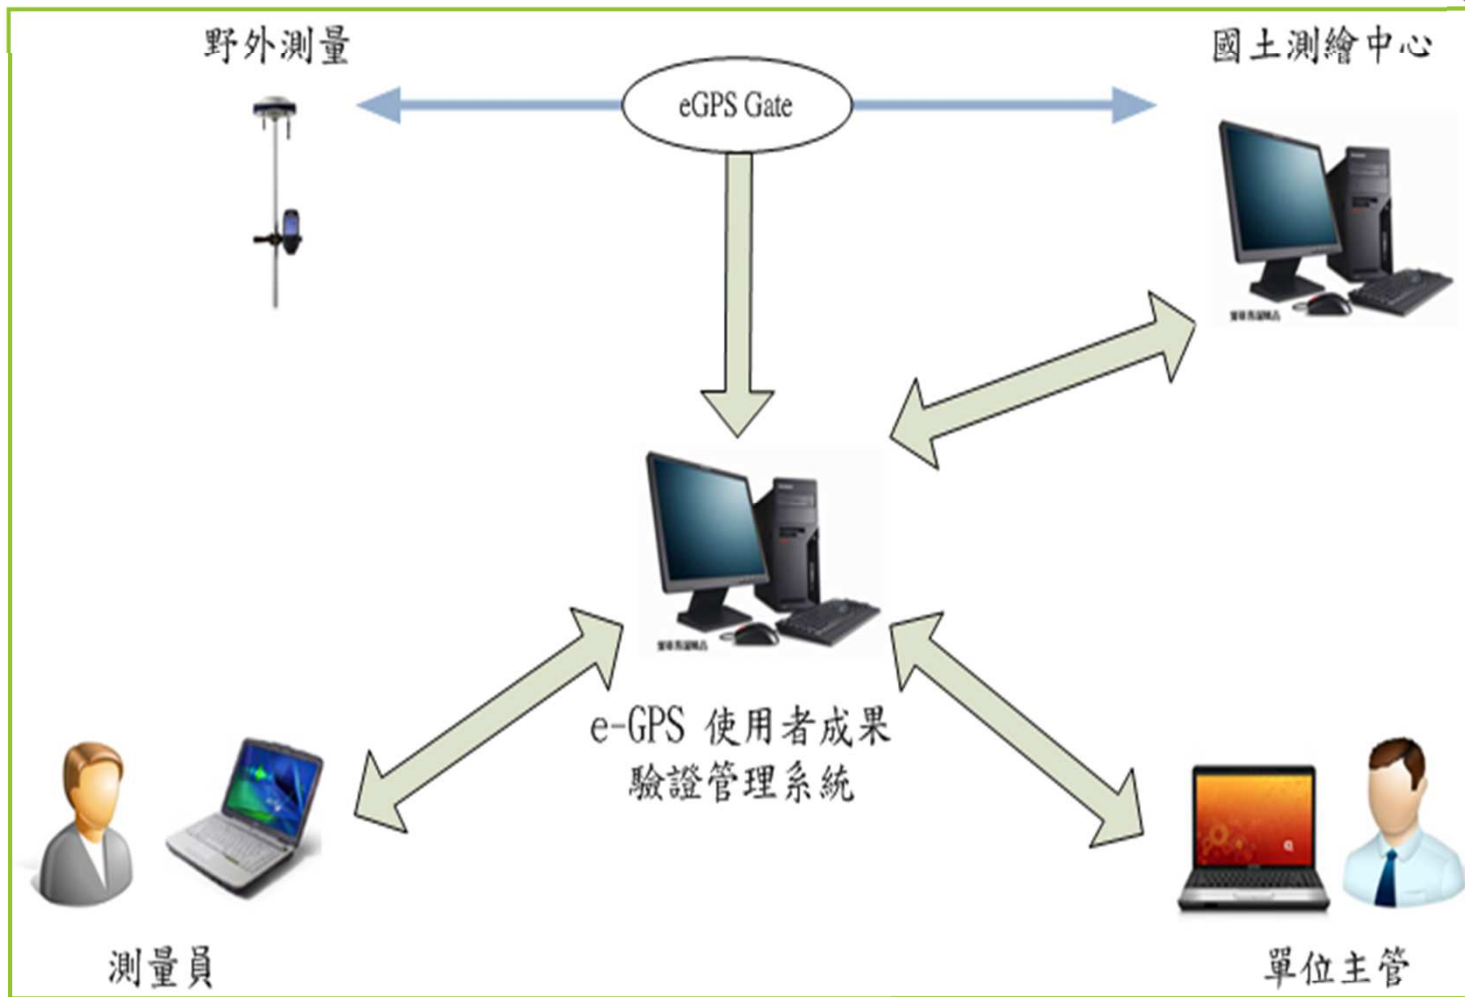 野外測量
eGPS Gate
國土測繪中心
e-GPS 使用者成果
驗證管理系統
測量員
單位主管